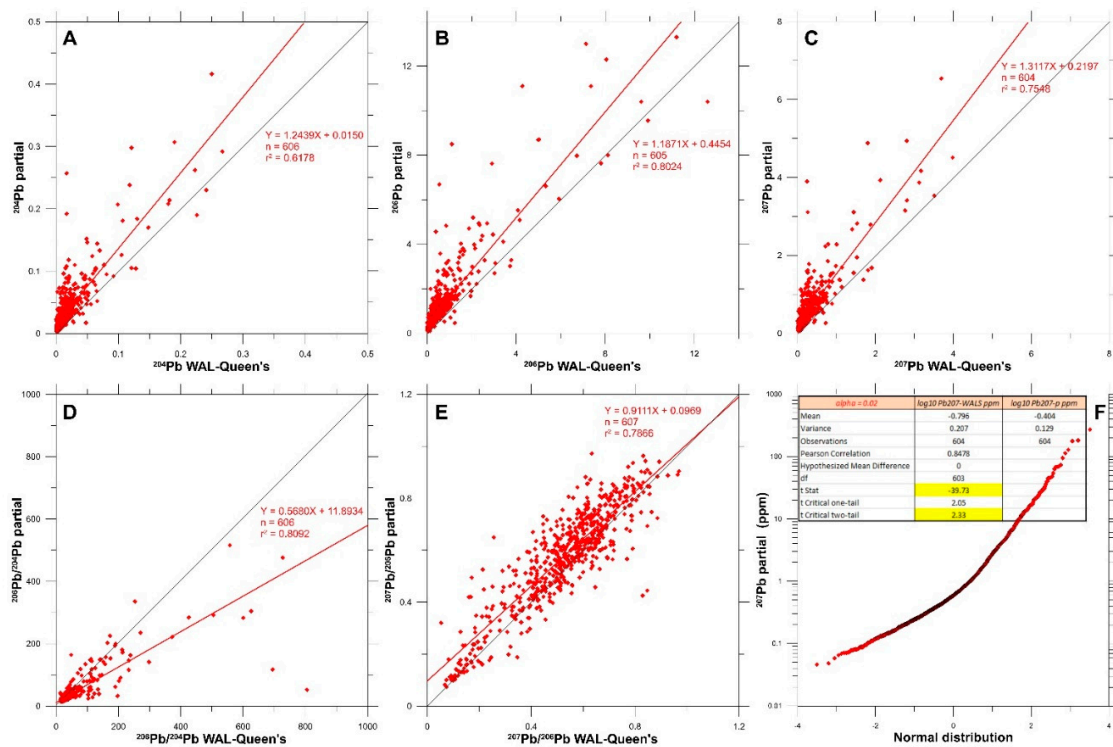 A
0.5
0.4
0.3
0.2
0.1
0
²⁰⁴Pb partial
Y = 1.2439X + 0.0150
n = 606
r² = 0.6178
0 0.1 0.2 0.3 0.4 0.5
²⁰⁴Pb WAL-Queen's
B
12
8
4
0
²⁰⁶Pb partial
Y = 1.1871X + 0.4454
n = 605
r² = 0.8024
0 4 8 12
²⁰⁶Pb WAL-Queen's
C
8
6
4
2
0
²⁰⁷Pb partial
Y = 1.3117X + 0.2197
n = 604
r² = 0.7548
0 2 4 6 8
²⁰⁷Pb WAL-Queen's
D
1000
800
600
400
200
0
²⁰⁶Pb/²⁰⁴Pb partial
Y = 0.5680X + 11.8934
n = 606
r² = 0.8092
0 200 400 600 800 1000
²⁰⁶Pb/²⁰⁴Pb WAL-Queen's
E
1.2
0.8
0.4
0
²⁰⁷Pb/²⁰⁶Pb partial
Y = 0.9111X + 0.0969
n = 607
r² = 0.7866
0 0.4 0.8 1.2
²⁰⁷Pb/²⁰⁶Pb WAL-Queen's
F
1000
100
10
1
0.1
0.01
²⁰⁷Pb partial (ppm)
alpha = 0.02 log10 Pb207-WALS ppm log10 Pb207-p ppm
Mean -0.796 -0.404
Variance 0.207 0.129
Observations 604 604
Pearson Correlation 0.8478
Hypothesized Mean Difference 0
df 603
t Stat -39.73
t Critical one-tail 2.05
t Critical two-tail 2.33
-4 -2 0 2 4
Normal distribution